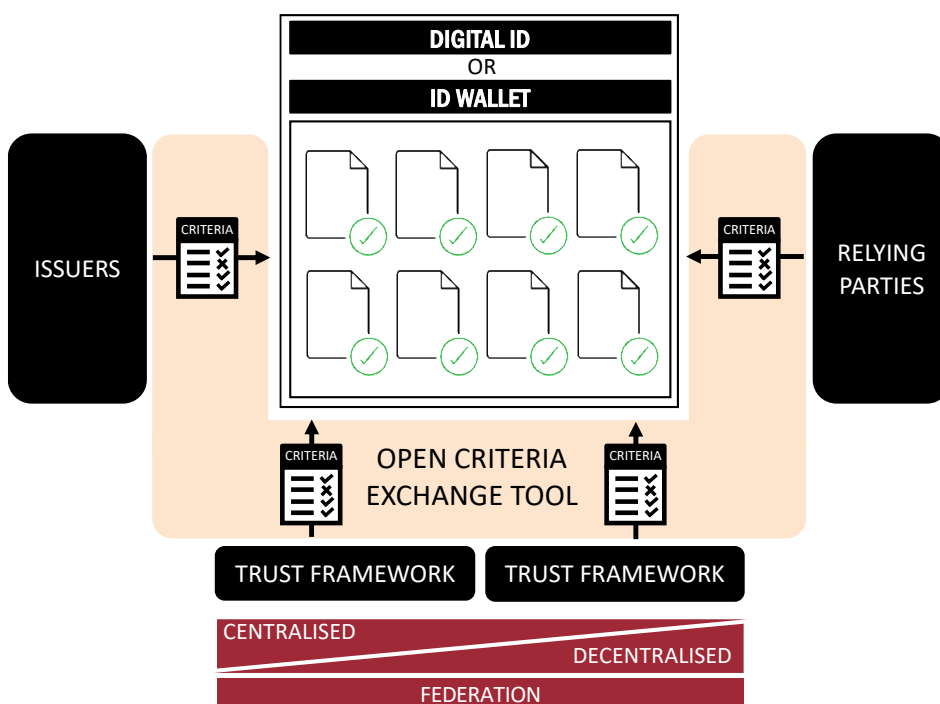 DIGITAL ID
OR
ID WALLET
ISSUERS
CRITERIA
CRITERIA
RELYING
PARTIES
CRITERIA
OPEN CRITERIA
EXCHANGE TOOL
CRITERIA
TRUST FRAMEWORK
TRUST FRAMEWORK
CENTRALISED
DECENTRALISED
FEDERATION